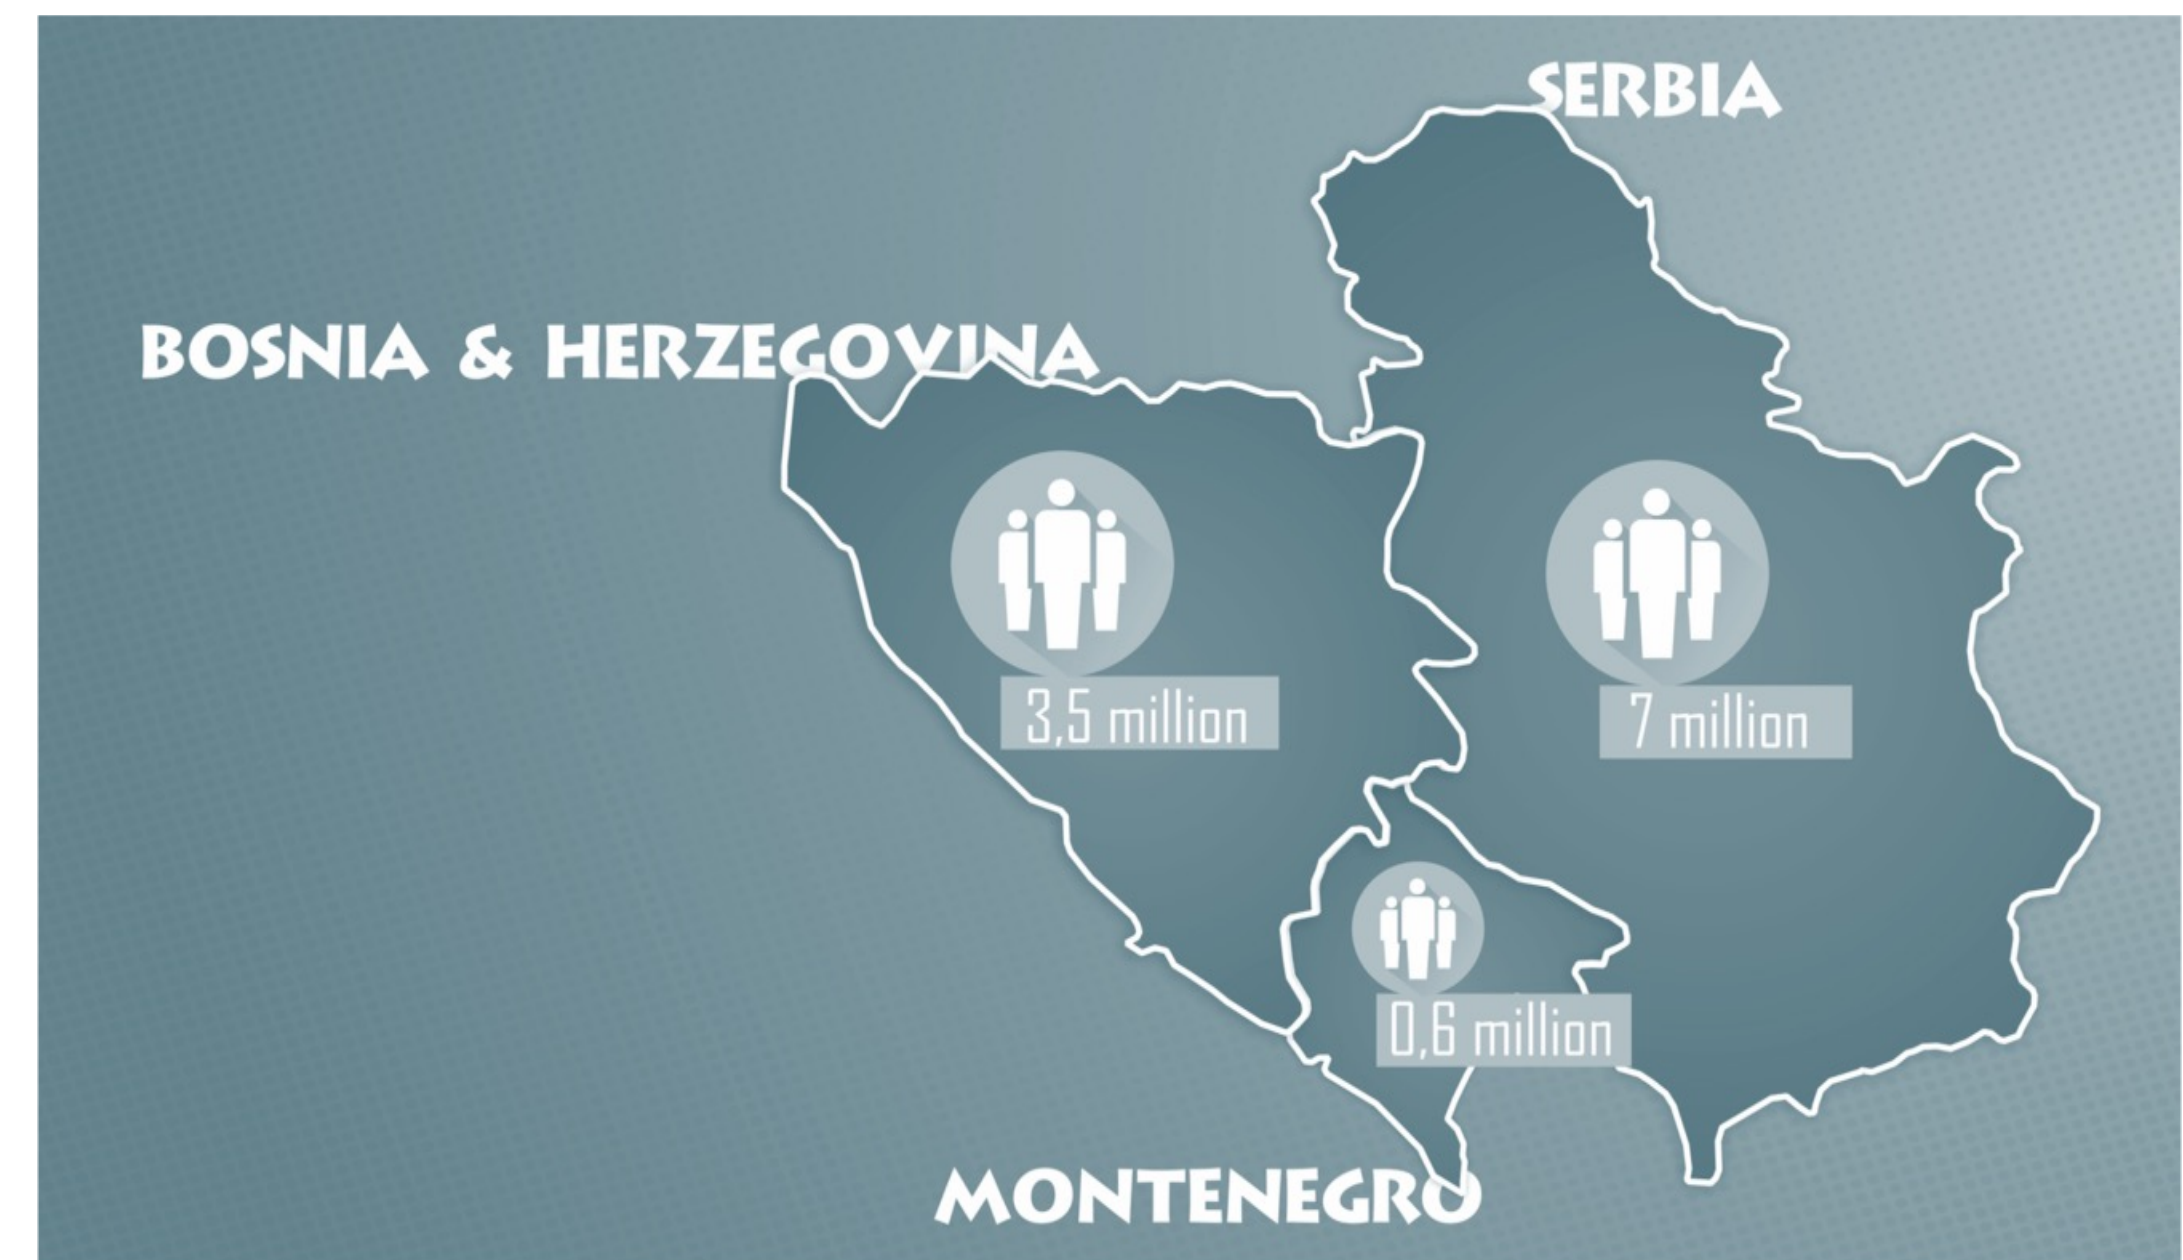 SERBIA
BOSNIA & HERZEGOVINA
3,5 million
7 million
0,6 million
MONTENEGRO